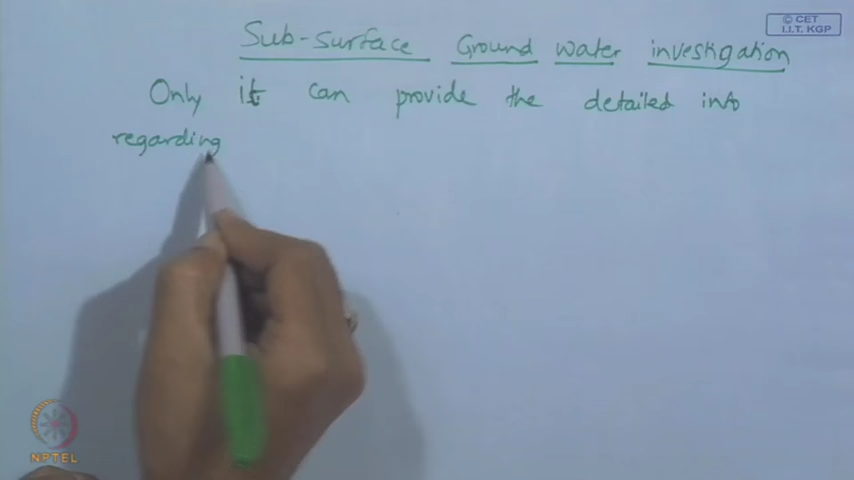 © CET
I.I.T. KGP
Sub-surface Ground water investigation
Only it can provide the detailed info
regarding
NPTEL